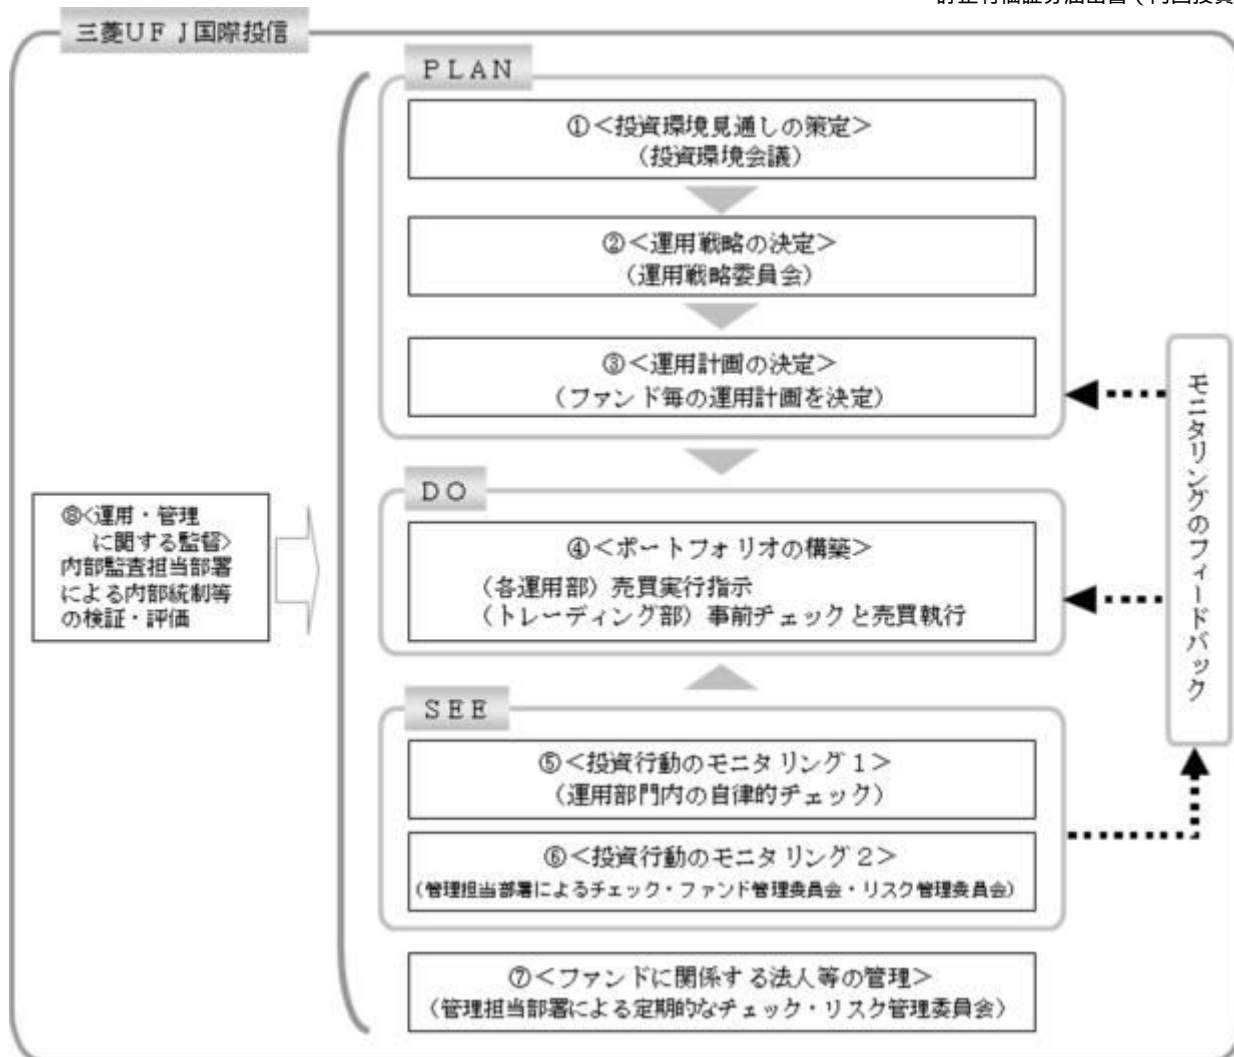 三菱UFJ国際投信
PLAN
①＜投資環境見通しの策定＞
（投資環境会議）
②＜運用戦略の決定＞
（運用戦略委員会）
③＜運用計画の決定＞
（ファンド毎の運用計画を決定）
DO
④＜ポートフォリオの構築＞
（各運用部）売買実行指示
（トレーディング部）事前チェックと売買執行
SEE
⑤＜投資行動のモニタリング1＞
（運用部門内の自律的チェック）
⑥＜投資行動のモニタリング2＞
（管理担当部署によるチェック・ファンド管理委員会・リスク管理委員会）
⑦＜ファンドに関係する法人等の管理＞
（管理担当部署による定期的なチェック・リスク管理委員会）
⑧＜運用・管理
に関する監督＞
内部監査担当部署
による内部統制等
の検証・評価
モニタリングのフィードバック